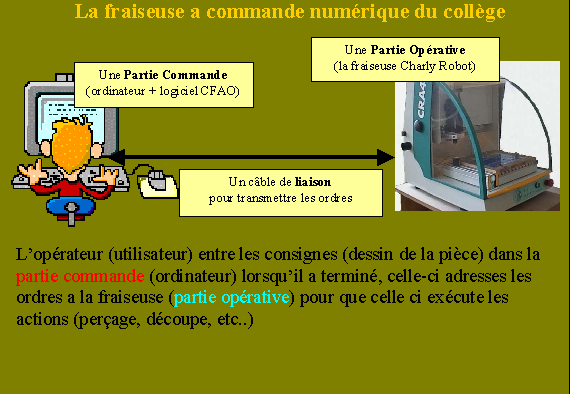 La fraiseuse a commande numérique du collège
Une Partie Opérative
(la fraiseuse Charly Robot)
Une Partie Commande
(ordinateur + logiciel CFAO)
CRA4
Un câble de liaison
pour transmettre les ordres
L'opérateur (utilisateur) entre les consignes (dessin de la pièce) dans la
partie commande (ordinateur) lorsqu'il a terminé, celle-ci adresses les
ordres a la fraiseuse (partie opérative) pour que celle ci exécute les
actions (perçage, découpe, etc..)